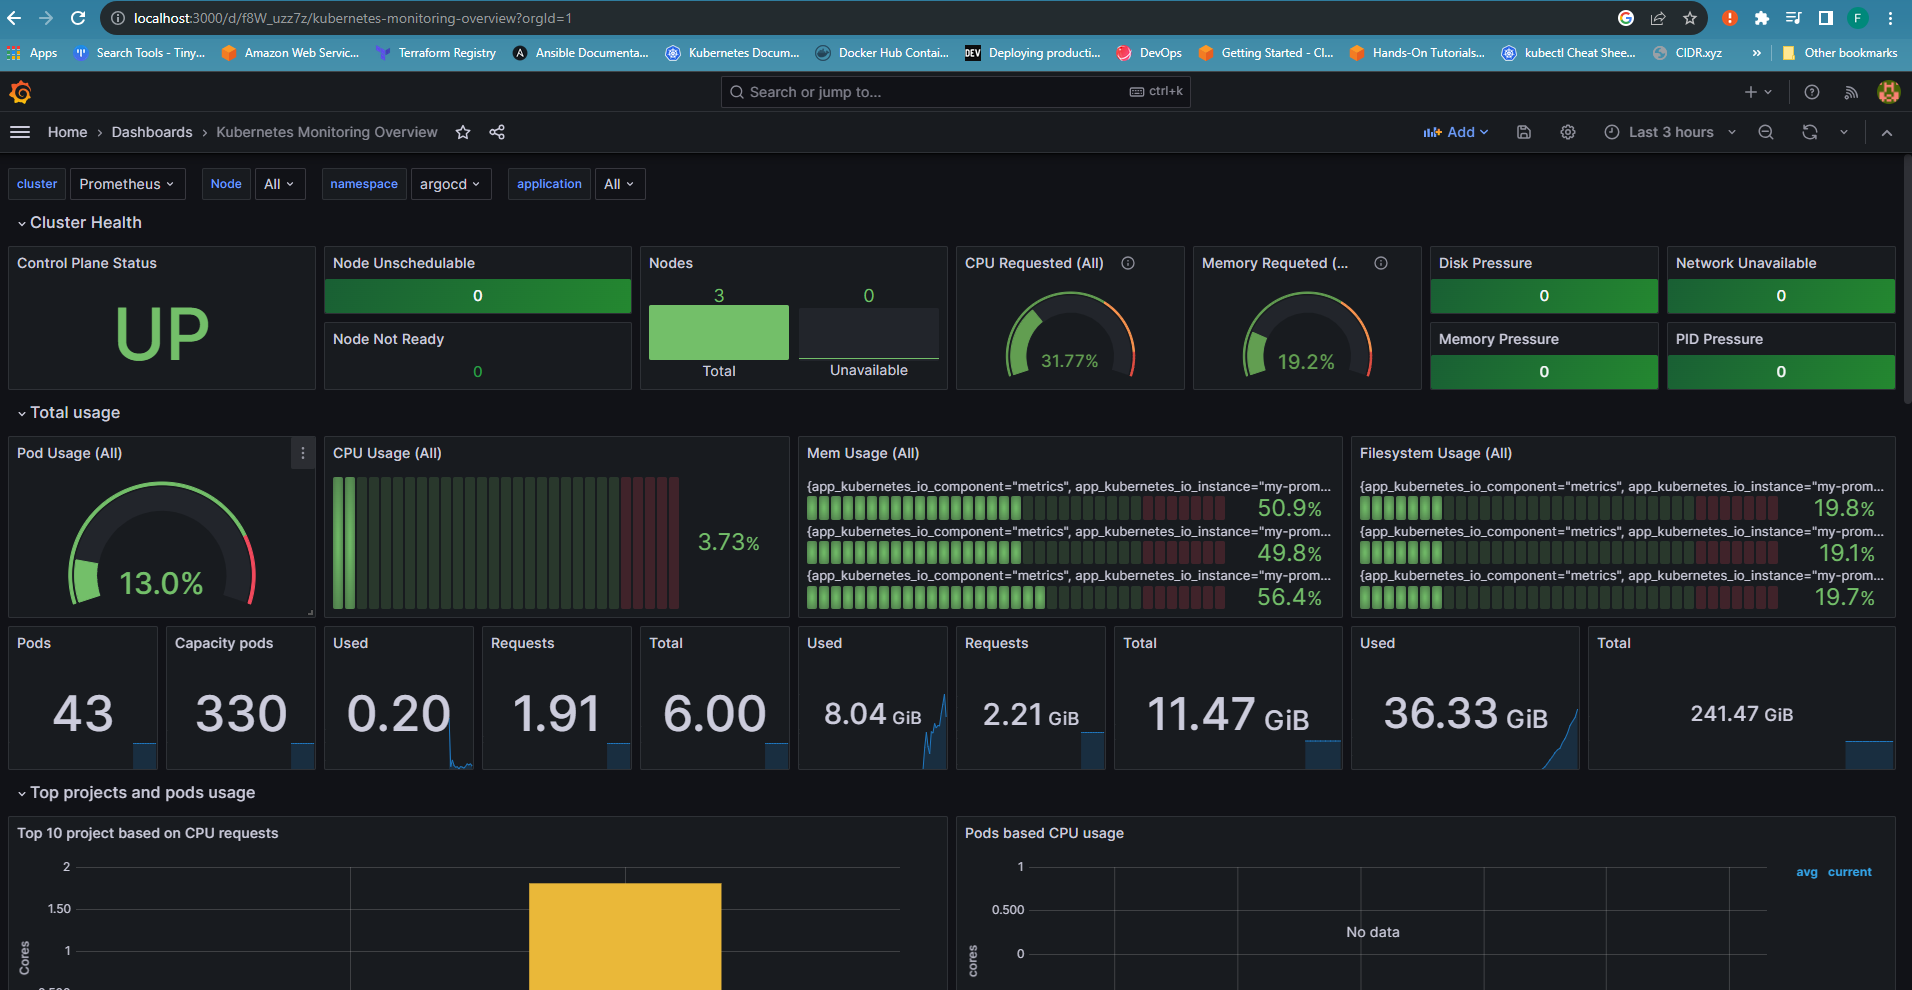 localhost:3000/d/f8W_uzz7z/kubernetes-monitoring-overview?orgId=1
F
Apps
Search Tools - Tiny...
Amazon Web Servic...
Terraform Registry
A
Ansible Documenta...
Kubernetes Docum...
Docker Hub Contai...
DEV
Deploying producti...
DevOps
Getting Started - Cl...
Hands-On Tutorials...
kubectl Cheat Shee...
CIDR.xyz
»
Other bookmarks
Search or jump to...
ctrl+k
Home › Dashboards › Kubernetes Monitoring Overview
Add
Last 3 hours
cluster
Prometheus
Node
All
namespace
argocd
application
All
Cluster Health
Control Plane Status
UP
Node Unschedulable
0
Node Not Ready
0
Nodes
3
0
Total
Unavailable
CPU Requested (All)
31.77%
Memory Requeted (...
19.2%
Disk Pressure
0
Network Unavailable
0
Memory Pressure
0
PID Pressure
0
Total usage
Pod Usage (All)
13.0%
CPU Usage (All)
3.73%
Mem Usage (All)
{app_kubernetes_io_component="metrics", app_kubernetes_io_instance="my-prom...
50.9%
{app_kubernetes_io_component="metrics", app_kubernetes_io_instance="my-prom...
49.8%
{app_kubernetes_io_component="metrics", app_kubernetes_io_instance="my-prom...
56.4%
Filesystem Usage (All)
{app_kubernetes_io_component="metrics", app_kubernetes_io_instance="my-prom...
19.8%
{app_kubernetes_io_component="metrics", app_kubernetes_io_instance="my-prom...
19.1%
{app_kubernetes_io_component="metrics", app_kubernetes_io_instance="my-prom...
19.7%
Pods
43
Capacity pods
330
Used
0.20
Requests
1.91
Total
6.00
Used
8.04 GiB
Requests
2.21 GiB
Total
11.47 GiB
Used
36.33 GiB
Total
241.47 GiB
Top projects and pods usage
Top 10 project based on CPU requests
2
1.50
1
Cores
Pods based CPU usage
1
0.500
0
cores
No data
avg current